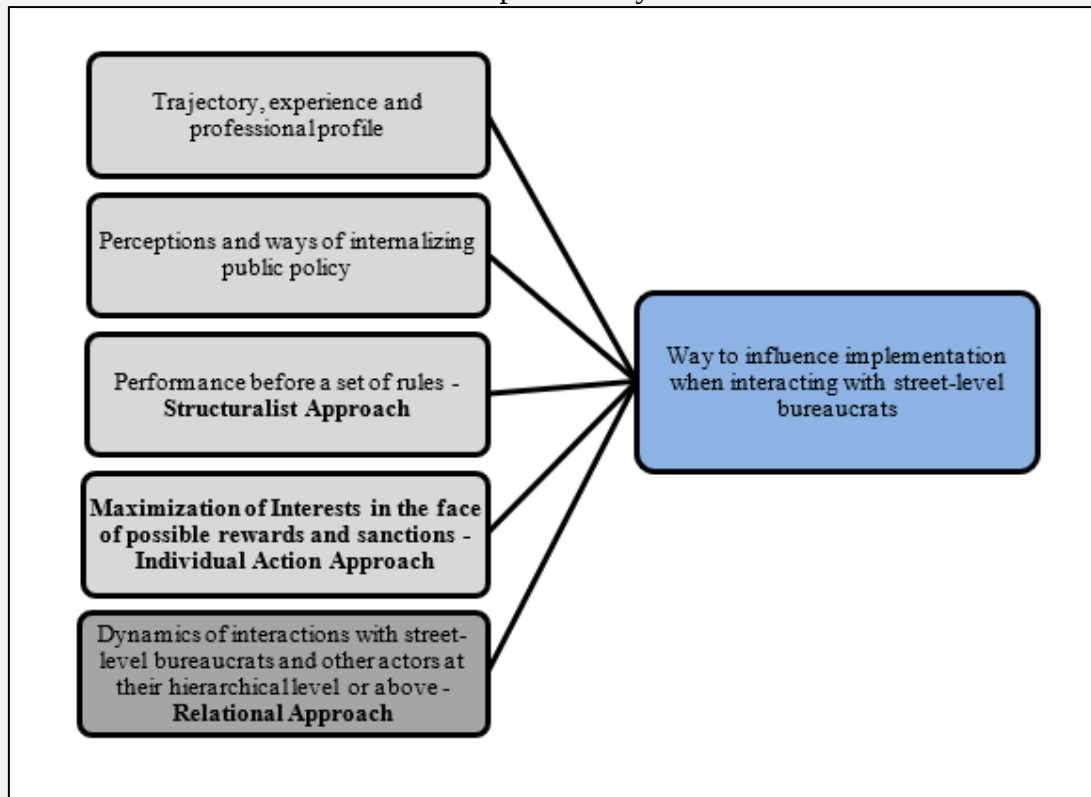 Trajectory, experience and
professional profile
Perceptions and ways of internalizing
public policy
Performance before a set of rules -
Structuralist Approach
Maximization of Interests in the face
of possible rewards and sanctions -
Individual Action Approach
Dynamics of interactions with street-
level bureaucrats and other actors at
their hierarchical level or above -
Relational Approach
Way to influence implementation
when interacting with street-level
bureaucrats